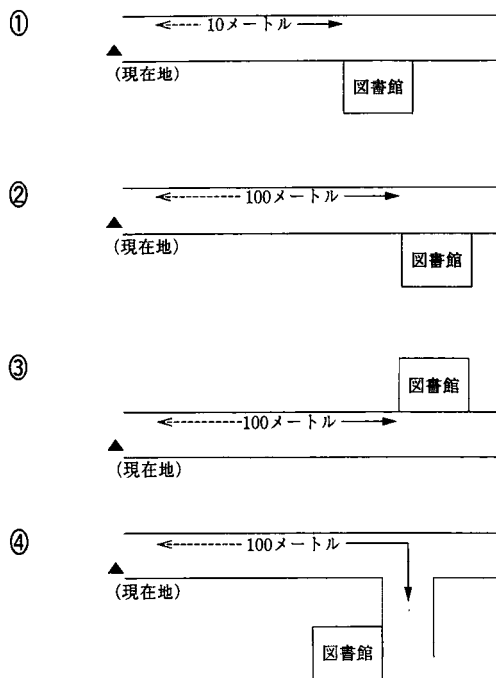 ①
10メートル
(現在地)
図書館
②
100メートル
(現在地)
図書館
③
図書館
100メートル
(現在地)
④
100メートル
(現在地)
図書館